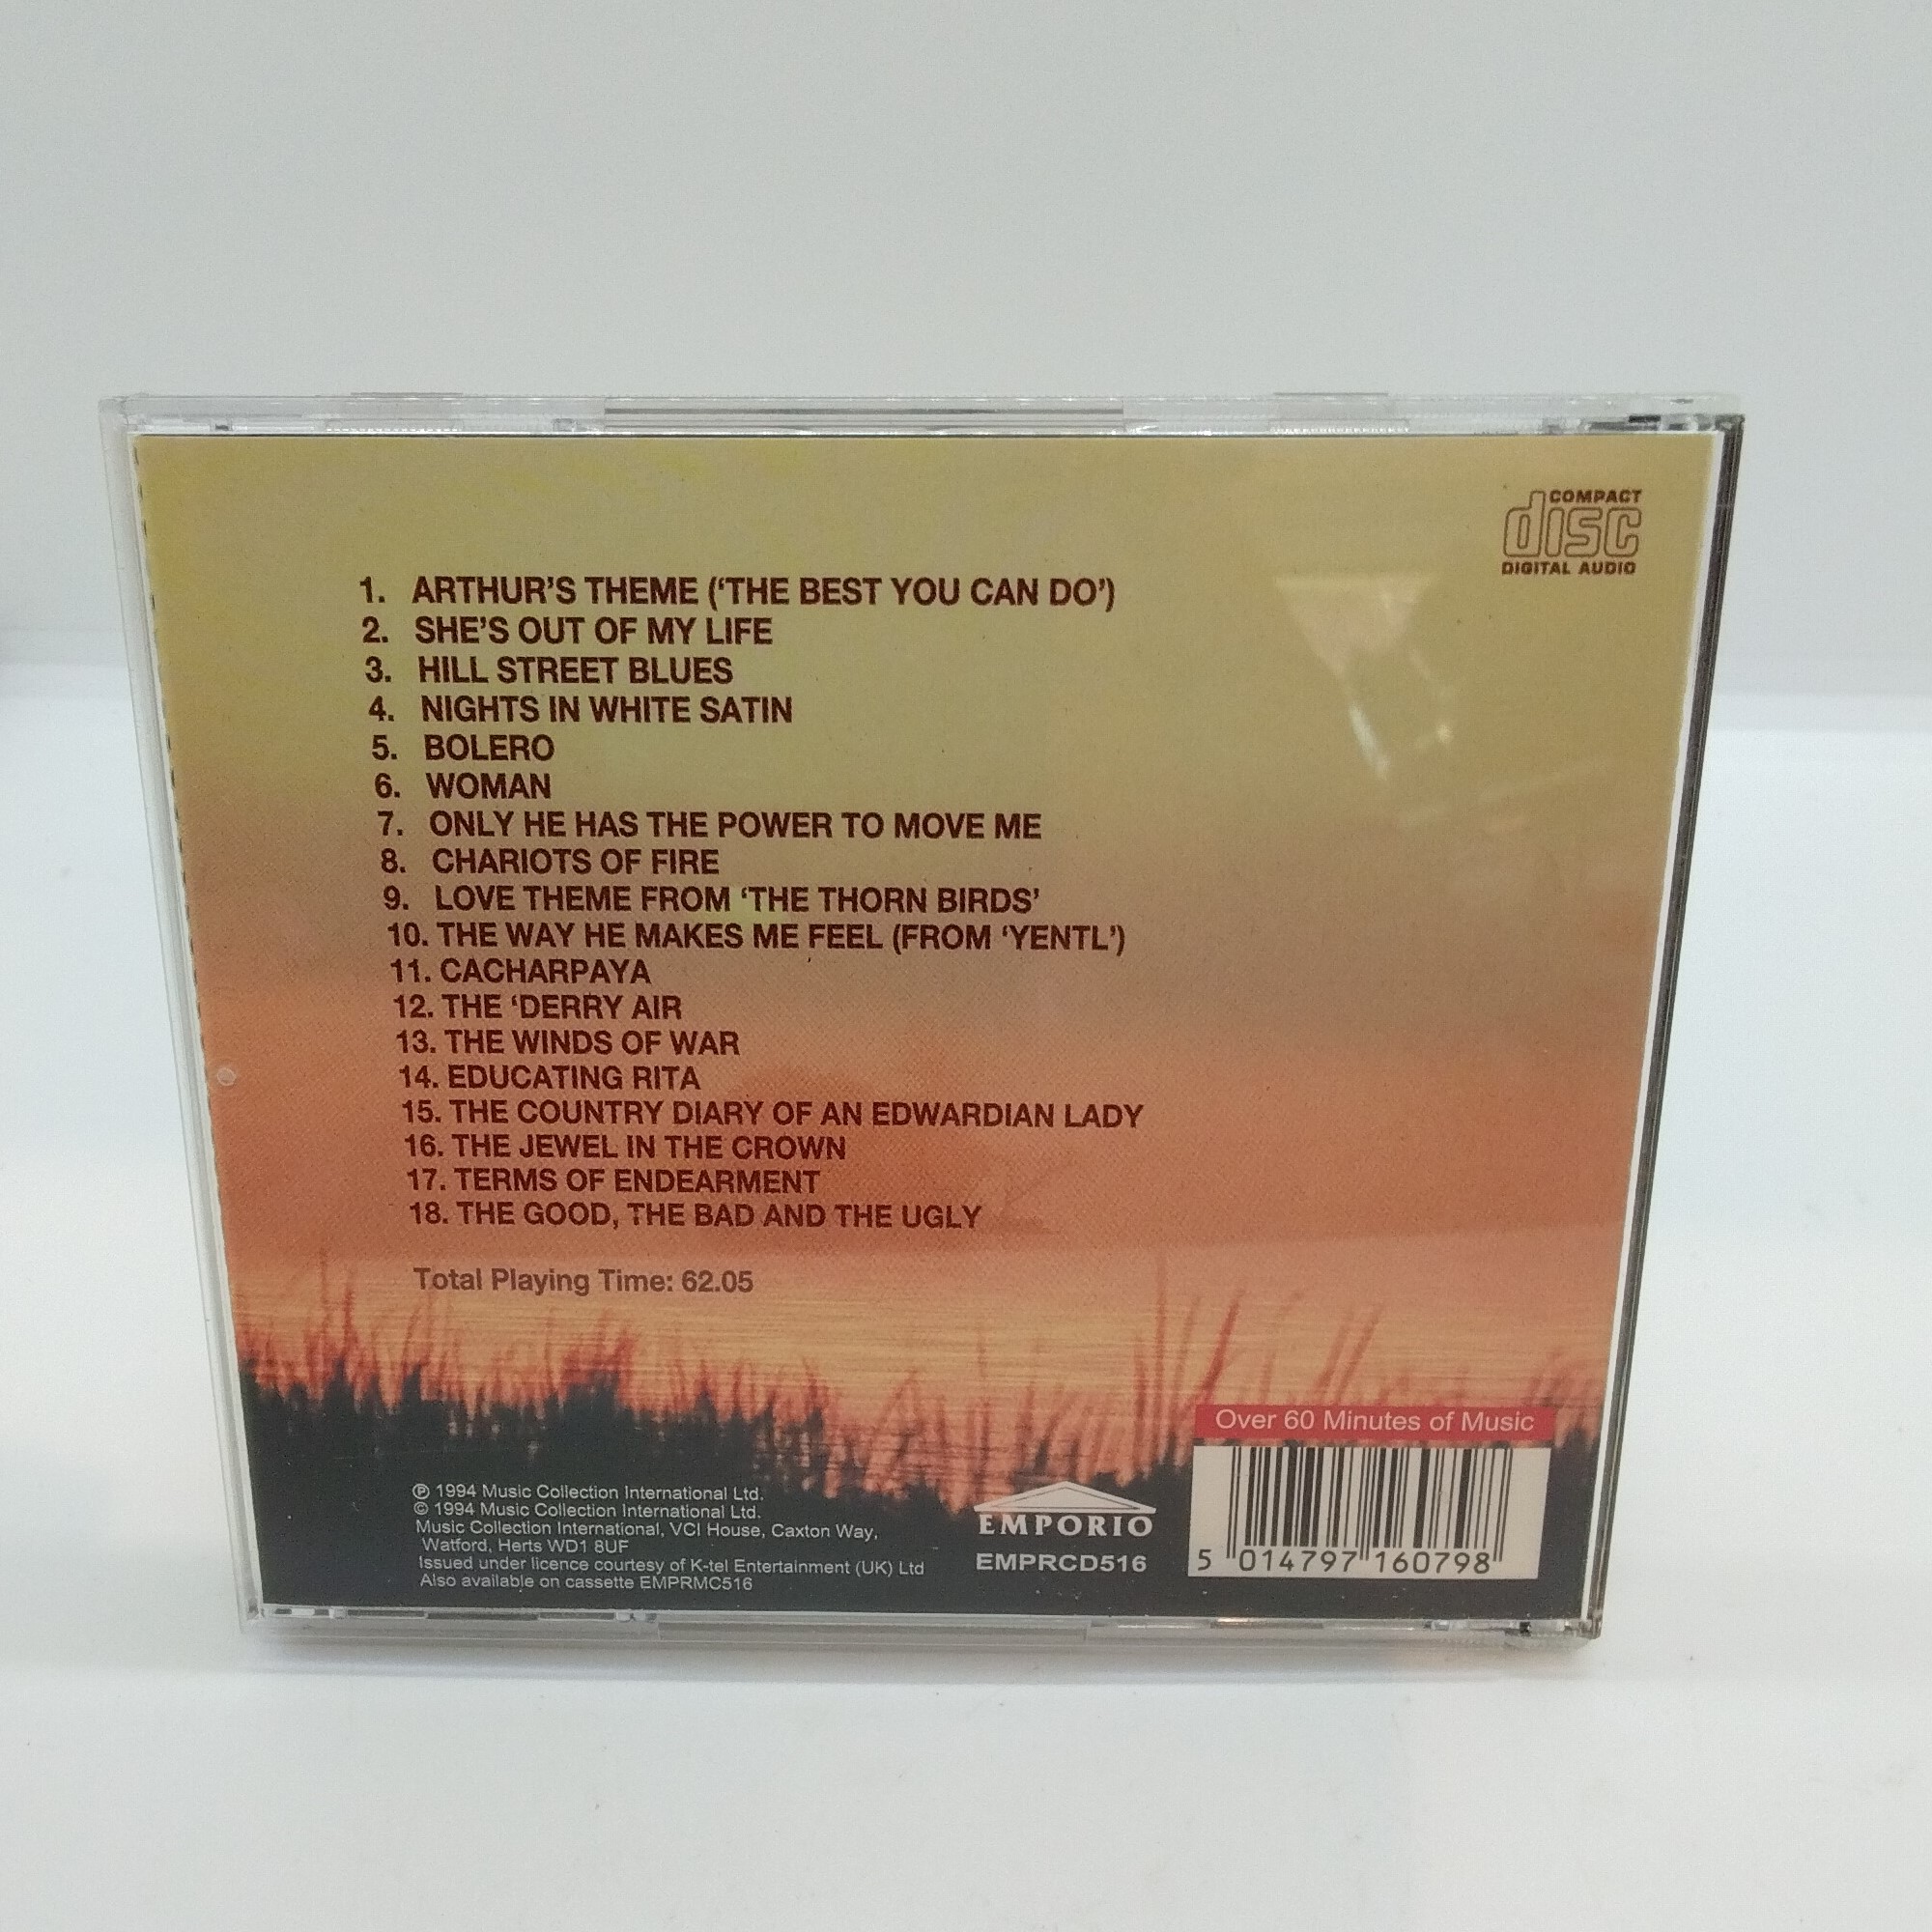 COMPACT
disc
DIGITAL AUDIO
1. ARTHUR'S THEME (‘THE BEST YOU CAN DO’)
2. SHE'S OUT OF MY LIFE
3. HILL STREET BLUES
4. NIGHTS IN WHITE SATIN
5. BOLERO
6. WOMAN
7. ONLY HE HAS THE POWER TO MOVE ME
8. CHARIOTS OF FIRE
9. LOVE THEME FROM ‘THE THORN BIRDS’
10. THE WAY HE MAKES ME FEEL (FROM ‘YENTL’)
11. CACHARPAYA
12. THE ‘DERRY AIR
13. THE WINDS OF WAR
14. EDUCATING RITA
15. THE COUNTRY DIARY OF AN EDWARDIAN LADY
16. THE JEWEL IN THE CROWN
17. TERMS OF ENDEARMENT
18. THE GOOD, THE BAD AND THE UGLY
Total Playing Time: 62.05
℗ 1994 Music Collection International Ltd.
© 1994 Music Collection International Ltd.
Music Collection International, VCI House, Caxton Way,
Watford, Herts WD1 8UF
Issued under licence courtesy of K-tel Entertainment (UK) Ltd
Also available on cassette EMPRMC516
EMPORIO
EMPRCD516
Over 60 Minutes of Music
5 014797 160798